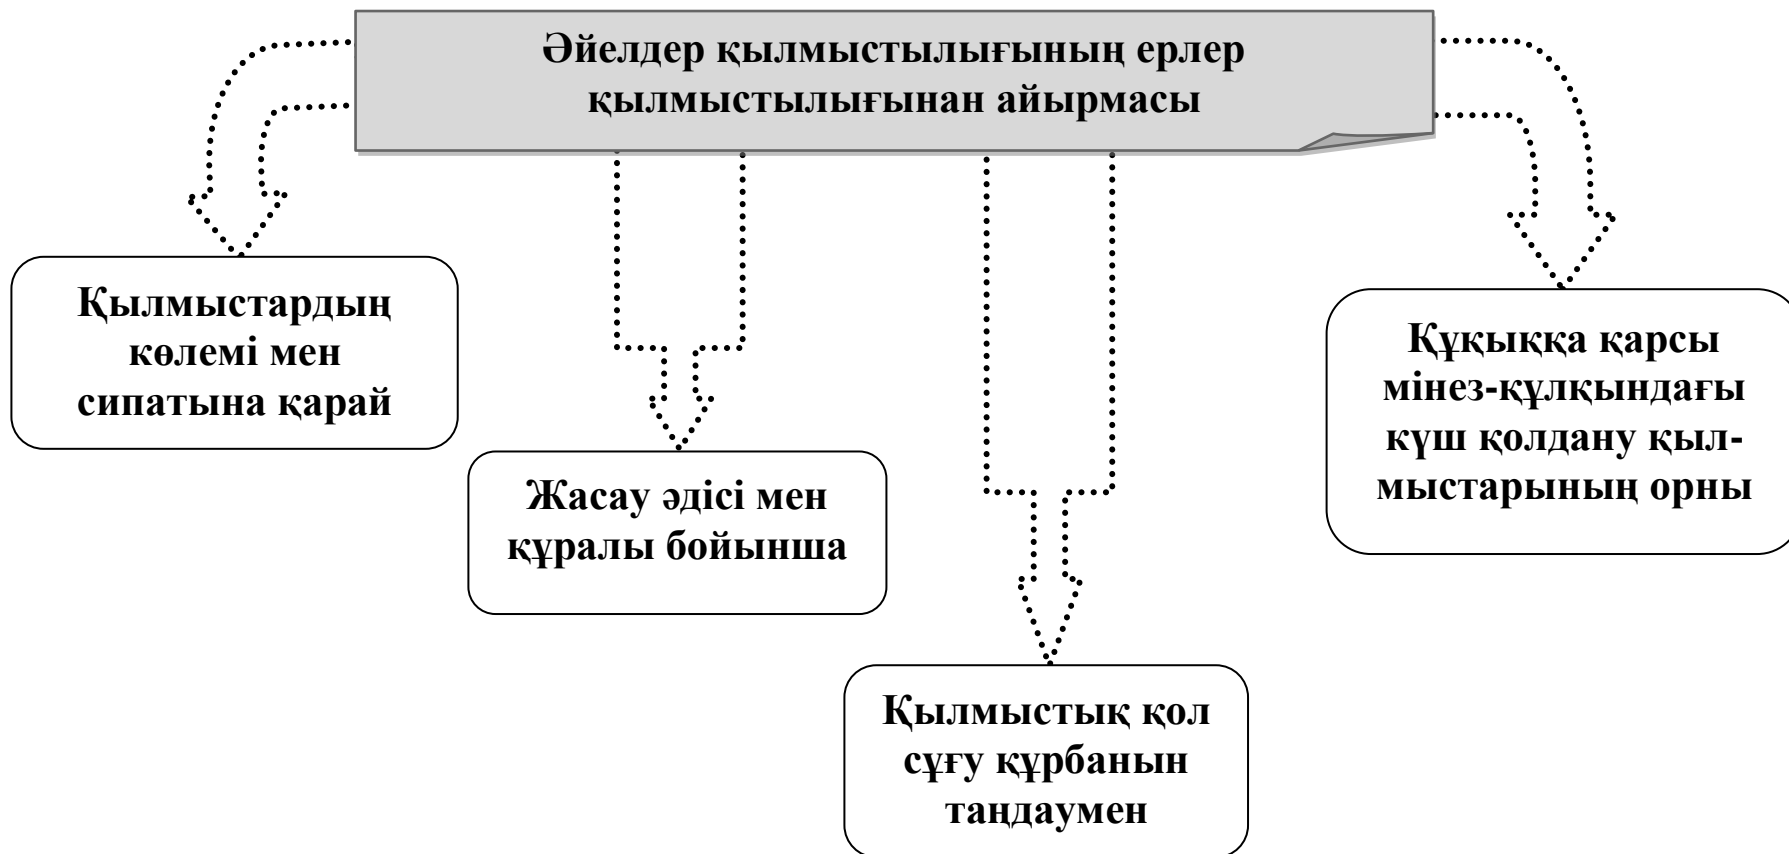 Әйелдер қылмыстылығының ерлер
қылмыстылығынан айырмасы
Қылмыстардың
көлемі мен
сипатына қарай
Жасау әдісі мен
құралы бойынша
Қылмыстық қол
сұғу құрбанын
таңдаумен
Құқыққа қарсы
мінез-құлқындағы
күш қолдану қыл-
мыстарының орны